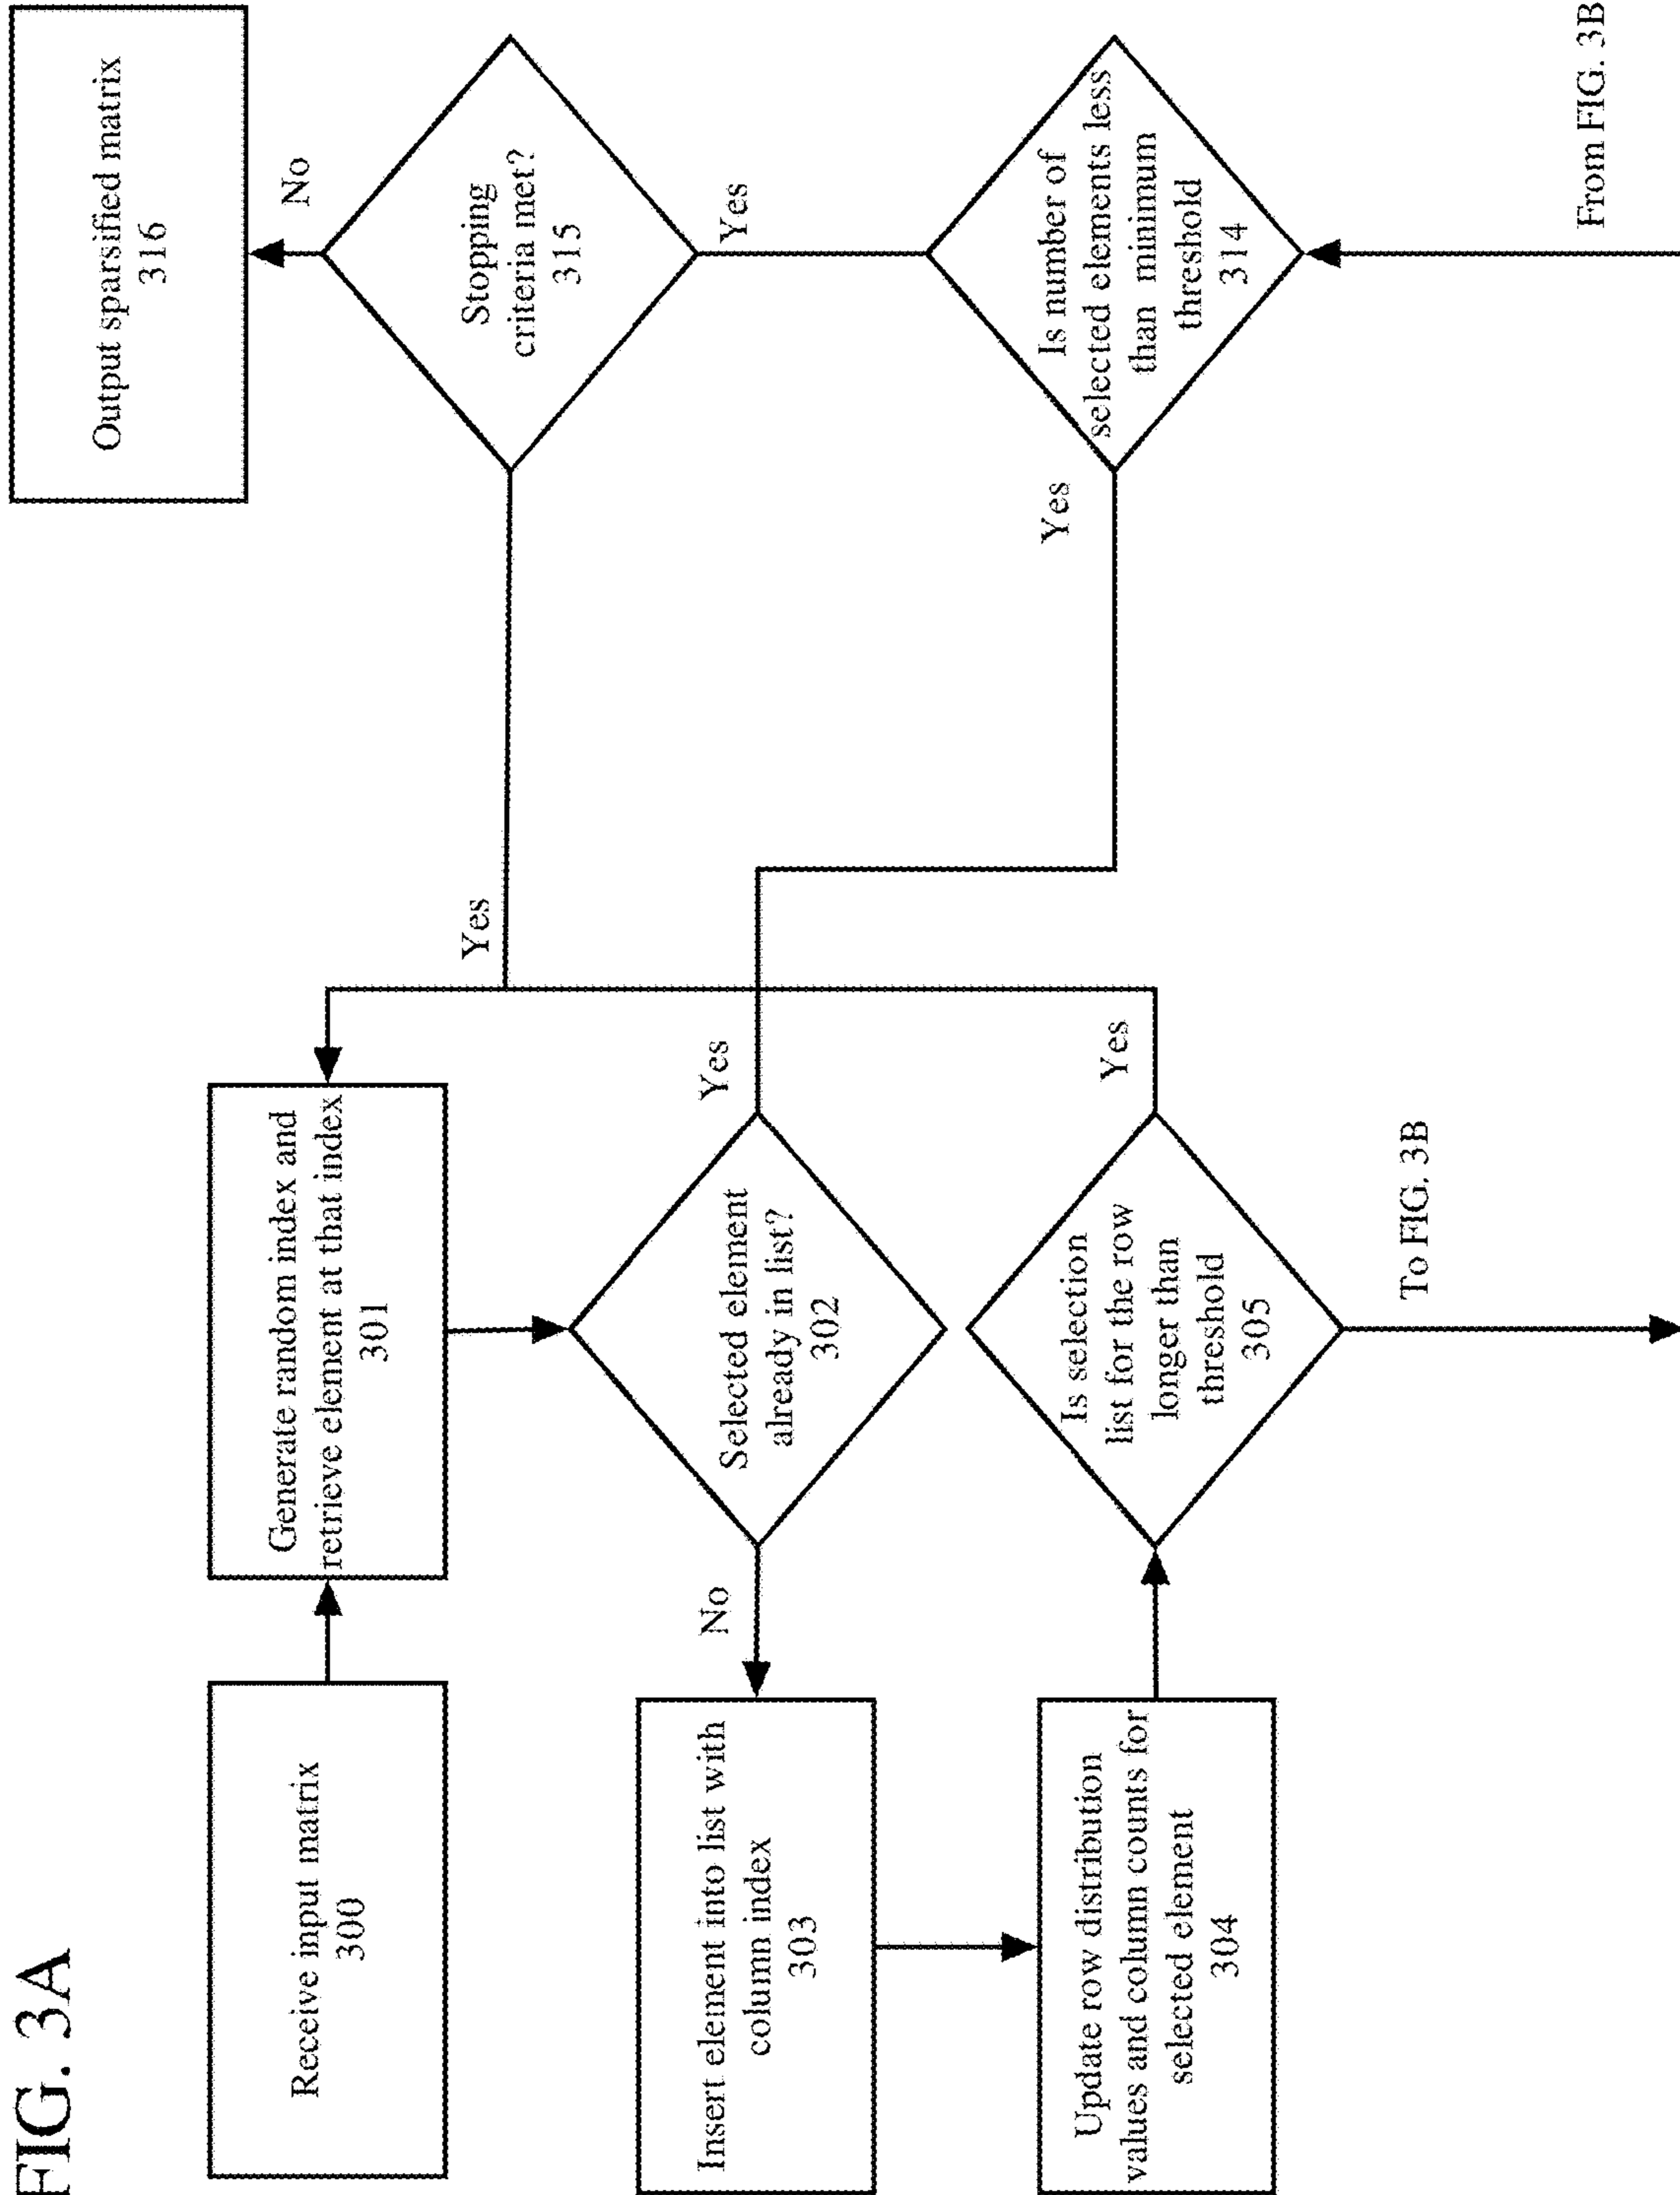 FIG. 3A
Receive input matrix
300
Generate random index and
retrieve element at that index
301
Yes
No
Output sparsified matrix
316
Stopping
criteria met?
315
Yes
Insert element into list with
column index
303
No
Selected element
already in list?
302
Yes
Update row distribution
values and column counts for
selected element
304
Is selection
list for the row
longer than
threshold
305
Yes
Yes
Is number of
selected elements less
than minimum
threshold
314
To FIG. 3B
From FIG. 3B